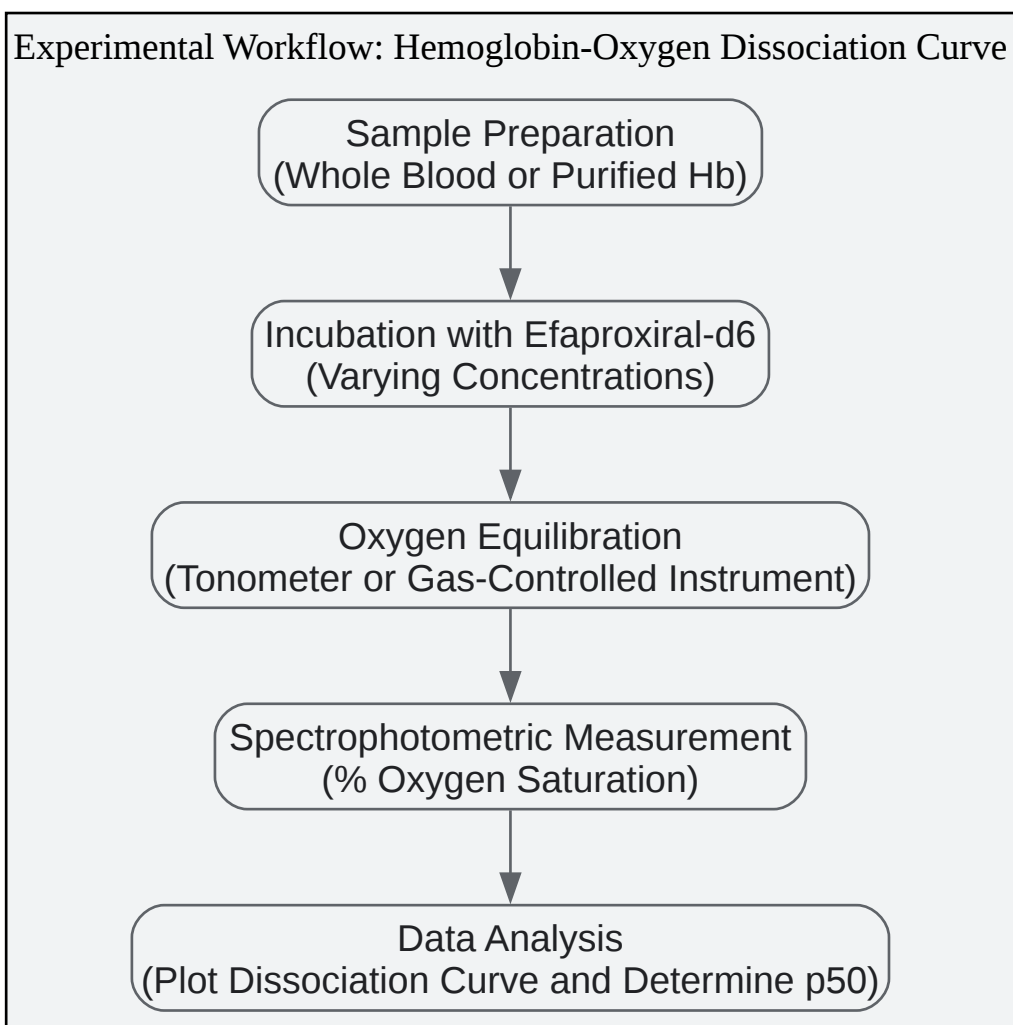 Experimental Workflow: Hemoglobin-Oxygen Dissociation Curve
Sample Preparation
(Whole Blood or Purified Hb)
Incubation with Efaproxiral-d6
(Varying Concentrations)
Oxygen Equilibration
(Tonometer or Gas-Controlled Instrument)
Spectrophotometric Measurement
(% Oxygen Saturation)
Data Analysis
(Plot Dissociation Curve and Determine p50)